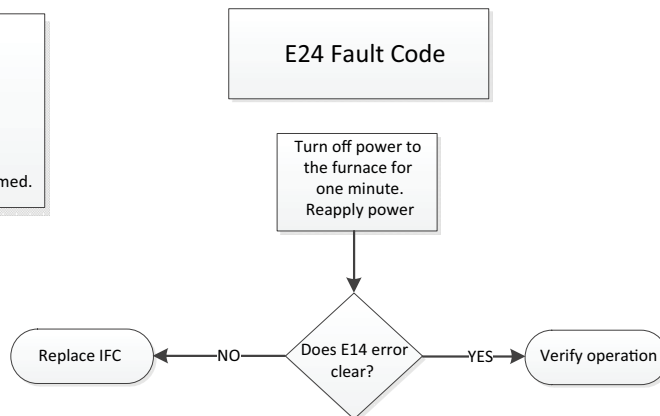 E24 Fault Code
med.
Turn off power to
the furnace for
one minute.
Reapply power
Replace IFC
NO
Does E14 error
clear?
YES
Verify operation